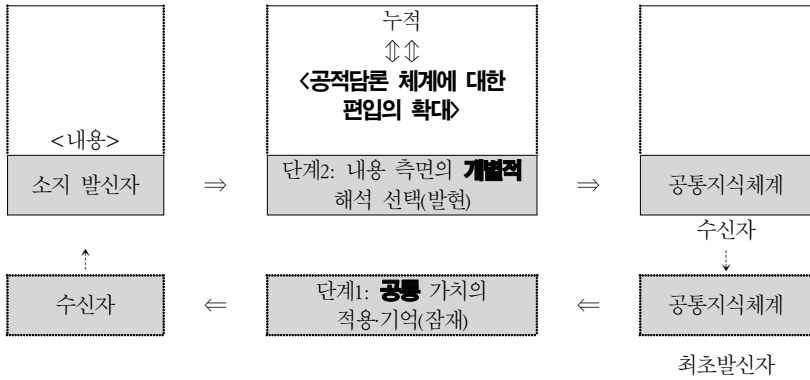 누적
⇕⇕
<공적담론 체계에 대한
편입의 확대>
<내용>
소지 발신자
⇒
단계2: 내용 측면의 개별적
해석 선택(발현)
⇒
공통지식체계
수신자
수신자
⇐
단계1: 공통 가치의
적용·기억(잠재)
⇐
공통지식체계
최초발신자